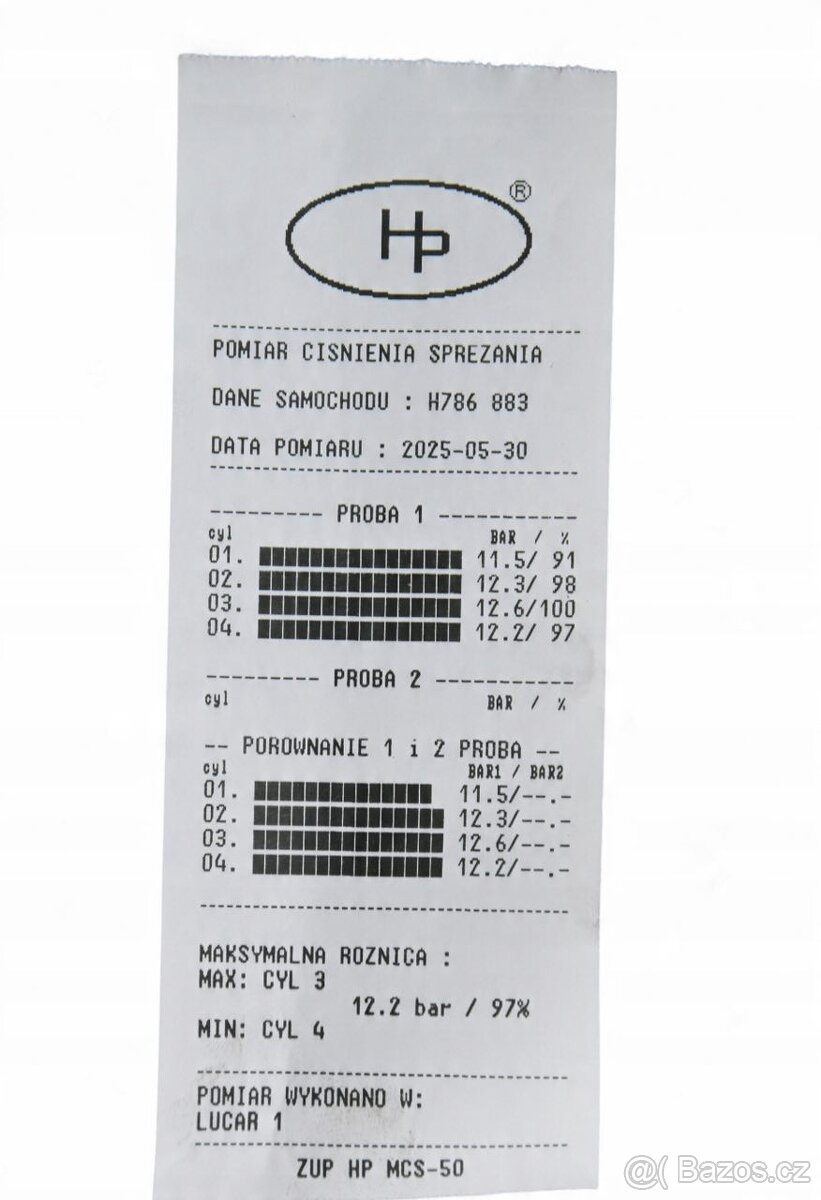 HP ®
POMIAR CISNIENIA SPREZANIA
DANE SAMOCHODU : H786 883
DATA POMIARU : 2025-05-30
--------- PROBA 1 -----------
cyl BAR / %
01. 11.5/ 91
02. 12.3/ 98
03. 12.6/100
04. 12.2/ 97
--------- PROBA 2 -----------
cyl BAR / %
-- POROWNANIE 1 i 2 PROBA --
cyl BAR1 / BAR2
01. 11.5/--.-
02. 12.3/--.-
03. 12.6/--.-
04. 12.2/--.-
MAKSYMALNA ROZNICA :
MAX: CYL 3
12.2 bar / 97%
MIN: CYL 4
POMIAR WYKONANO W:
LUCAR 1
ZUP HP MCS-50
@( Bazos.cz